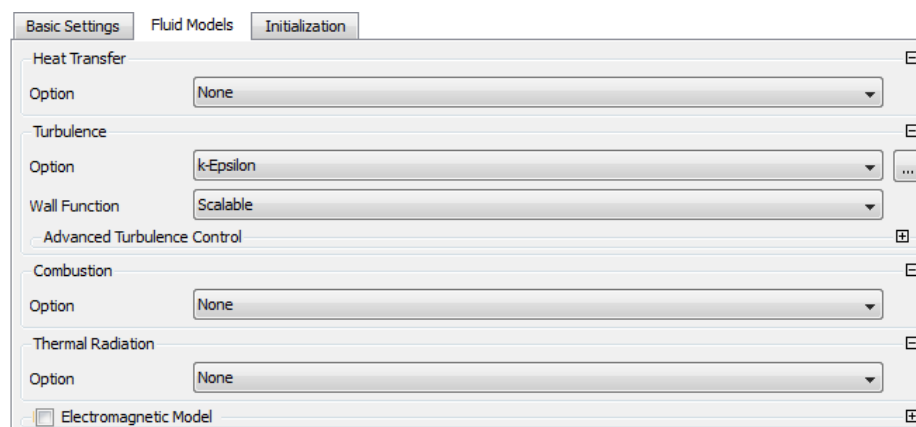 Basic Settings Fluid Models Initialization
Heat Transfer
Option None
Turbulence
Option k-Epsilon ...
Wall Function Scalable
Advanced Turbulence Control
Combustion
Option None
Thermal Radiation
Option None
Electromagnetic Model